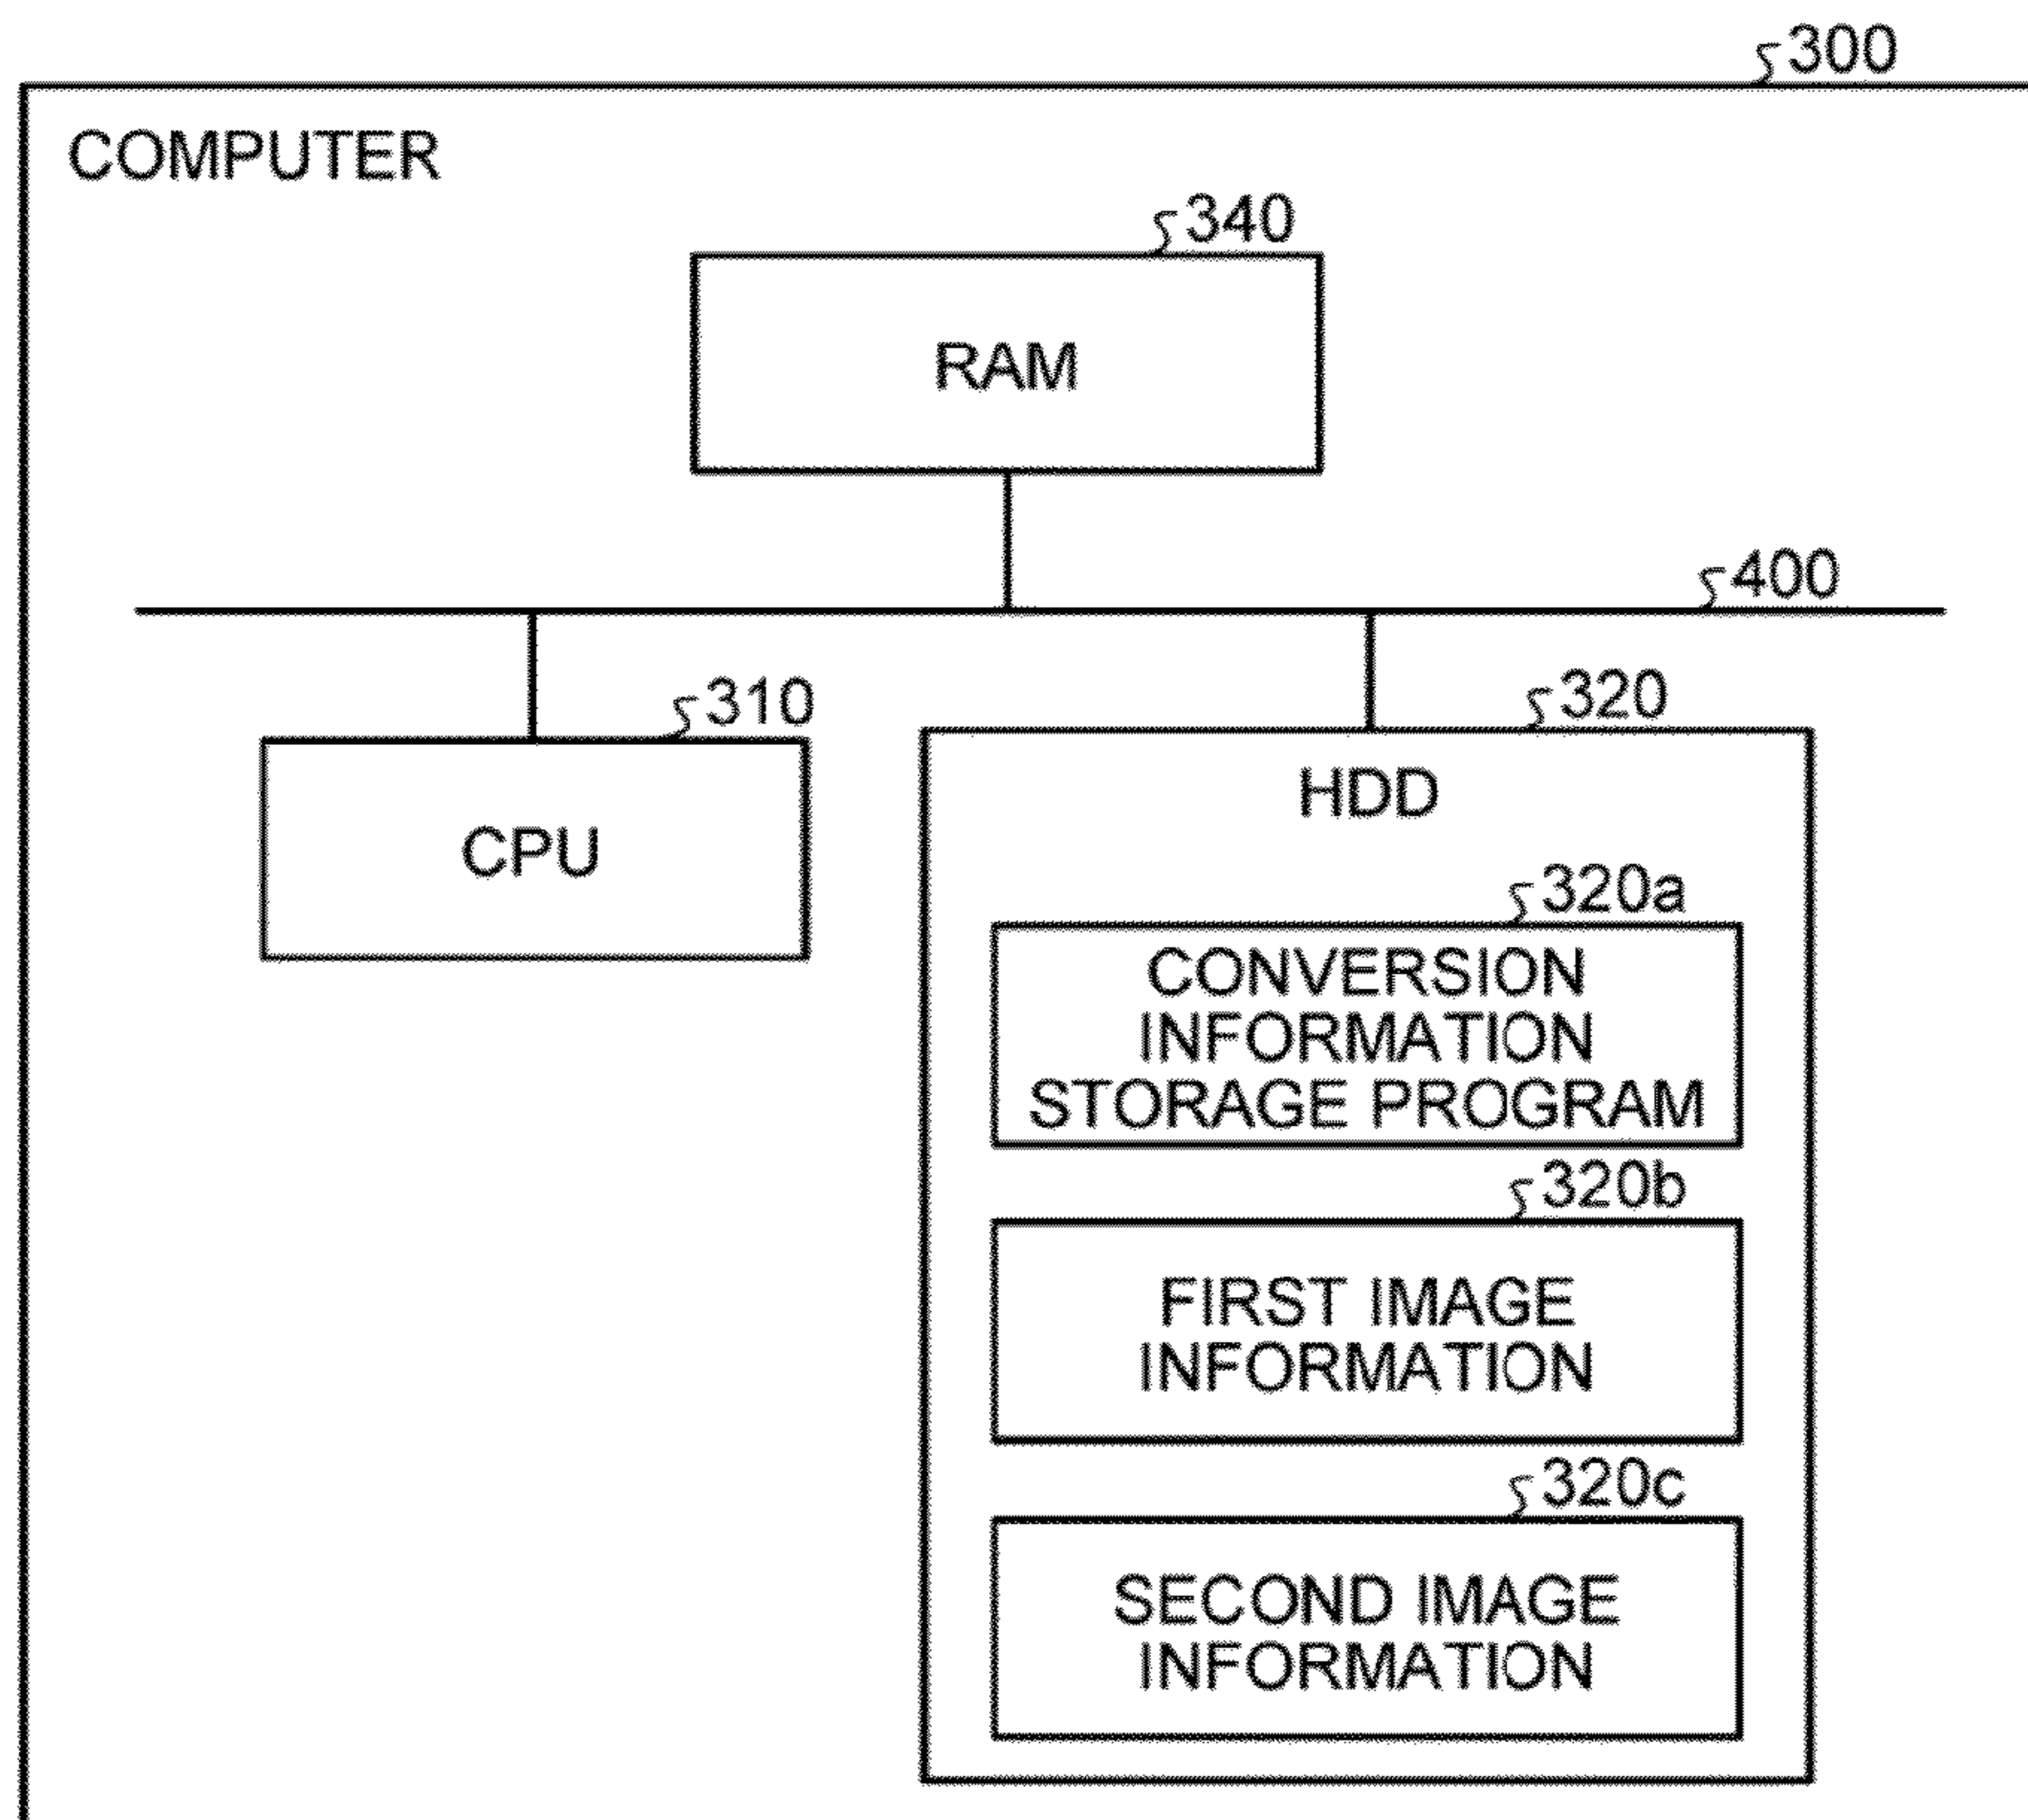 300
COMPUTER
340
RAM
400
310
CPU
320
HDD
320a
CONVERSION
INFORMATION
STORAGE PROGRAM
320b
FIRST IMAGE
INFORMATION
320c
SECOND IMAGE
INFORMATION